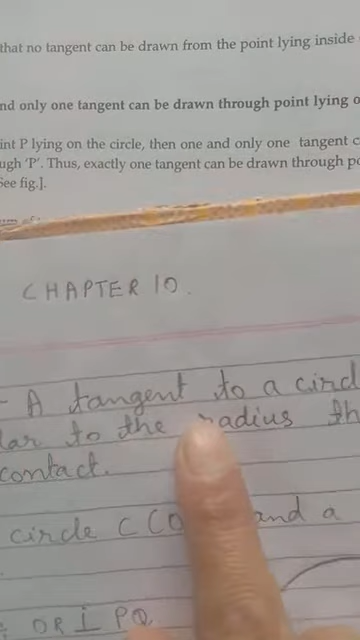 that no tangent can be drawn from the point lying inside
nd only one tangent can be drawn through point lying o
int P lying on the circle, then one and only one tangent c
ugh 'P'. Thus, exactly one tangent can be drawn through po
See fig.].
CHAPTER 10.
- A tangent to a circl
lar to the radius th
contact.
circle C (O and a
OR ⊥ PQ